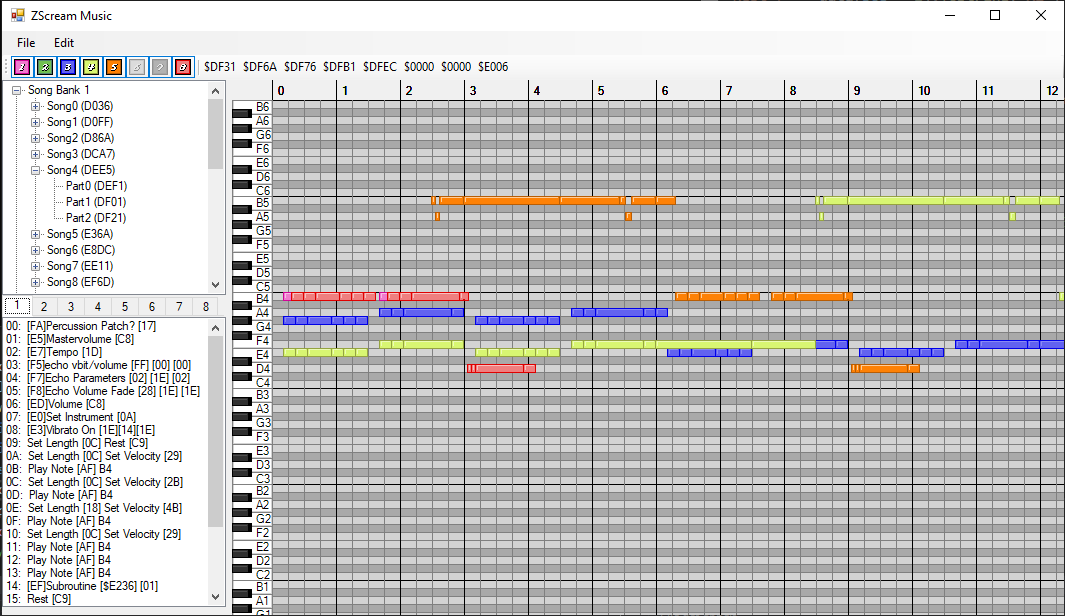 ZScream Music
File Edit
1 2 3 4 5 6 7 8 $DF31 $DF6A $DF76 $DFB1 $DFEC $0000 $0000 $E006
Song Bank 1
Song0 (D036)
Song1 (D0FF)
Song2 (D86A)
Song3 (DCA7)
Song4 (DEE5)
Part0 (DEF1)
Part1 (DF01)
Part2 (DF21)
Song5 (E36A)
Song6 (E8DC)
Song7 (EE11)
Song8 (EF6D)
1 2 3 4 5 6 7 8
00: [FA]Percussion Patch? [17]
01: [E5]Mastervolume [C8]
02: [E7]Tempo [1D]
03: [F5]echo vbit/volume [FF] [00] [00]
04: [F7]Echo Parameters [02] [1E] [02]
05: [F8]Echo Volume Fade [28] [1E] [1E]
06: [ED]Volume [C8]
07: [E0]Set Instrument [0A]
08: [E3]Vibrato On [1E][14][1E]
09: Set Length [0C] Rest [C9]
0A: Set Length [0C] Set Velocity [29]
0B: Play Note [AF] B4
0C: Set Length [0C] Set Velocity [2B]
0D: Play Note [AF] B4
0E: Set Length [18] Set Velocity [4B]
0F: Play Note [AF] B4
10: Set Length [0C] Set Velocity [29]
11: Play Note [AF] B4
12: Play Note [AF] B4
13: Play Note [AF] B4
14: [EF]Subroutine [$E236] [01]
15: Rest [C9]
0 1 2 3 4 5 6 7 8 9 10 11 12
B6
A6
G6
F6
E6
D6
C6
B5
A5
G5
F5
E5
D5
C5
B4
A4
G4
F4
E4
D4
C4
B3
A3
G3
F3
E3
D3
C3
B2
A2
G2
F2
E2
D2
C2
B1
A1
G1